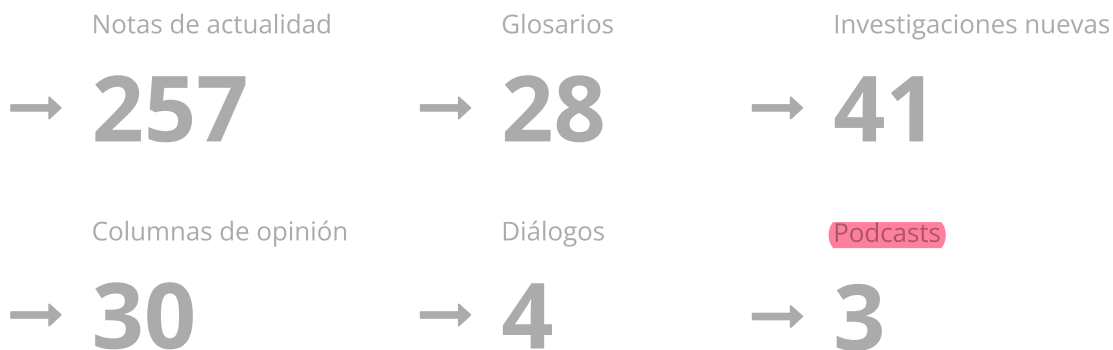 Notas de actualidad
Glosarios
Investigaciones nuevas
257
28
41
Columnas de opinión
Diálogos
Podcasts
30
4
3